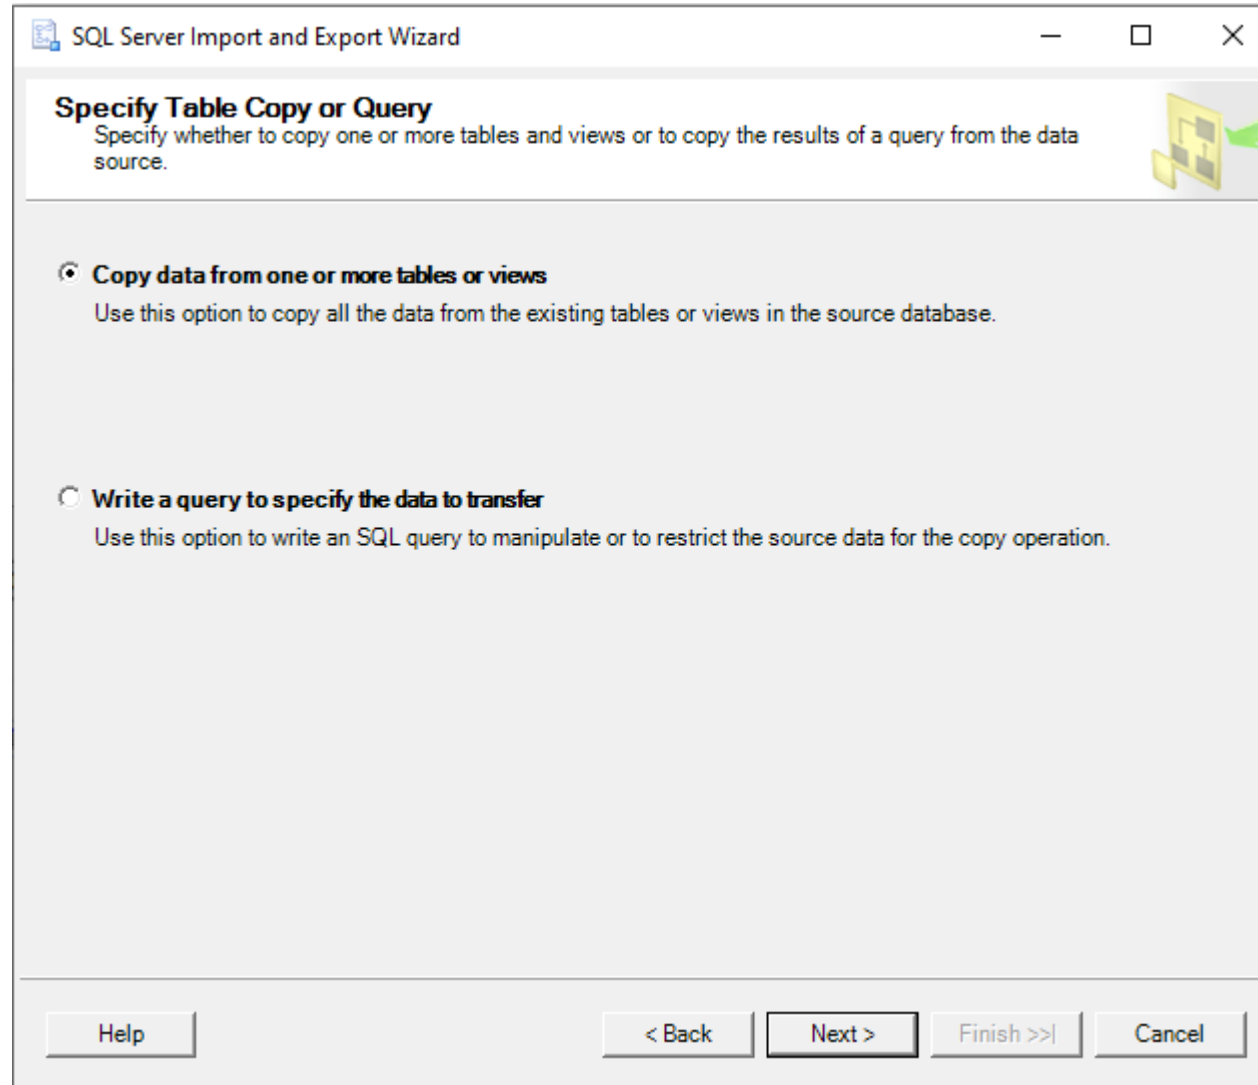 SQL Server Import and Export Wizard
Specify Table Copy or Query
Specify whether to copy one or more tables and views or to copy the results of a query from the data
source.
Copy data from one or more tables or views
Use this option to copy all the data from the existing tables or views in the source database.
Write a query to specify the data to transfer
Use this option to write an SQL query to manipulate or to restrict the source data for the copy operation.
Help
< Back
Next >
Finish >>|
Cancel